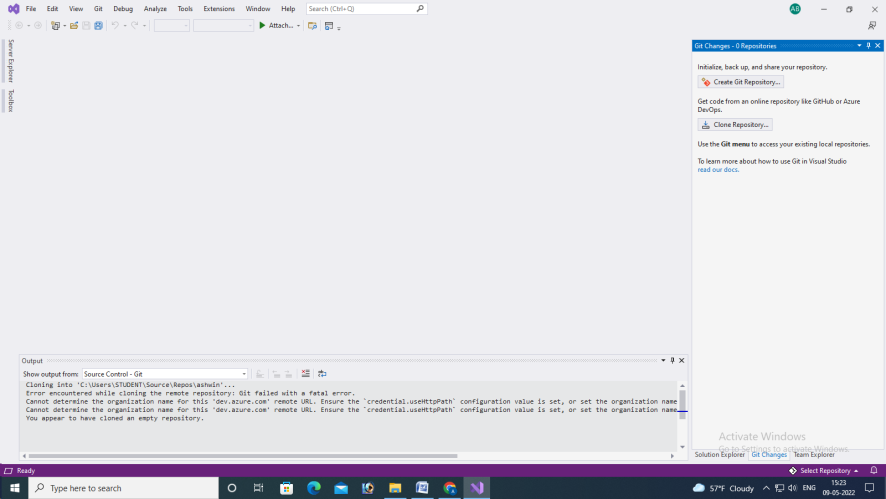 File Edit View Git Debug Analyze Tools Extensions Window Help Search (Ctrl+Q) AB
Attach...
Server Explorer
Toolbox
Git Changes - 0 Repositories
Initialize, back up, and share your repository.
Create Git Repository...
Get code from an online repository like GitHub or Azure
DevOps.
Clone Repository...
Use the Git menu to access your existing local repositories.
To learn more about how to use Git in Visual Studio
read our docs.
Output
Show output from: Source Control - Git
Cloning into 'C:\Users\STUDENT\Source\Repos\ashwin'...
Error encountered while cloning the remote repository: Git failed with a fatal error.
Cannot determine the organization name for this 'dev.azure.com' remote URL. Ensure the `credential.useHttpPath` configuration value is set, or set the organization name
Cannot determine the organization name for this 'dev.azure.com' remote URL. Ensure the `credential.useHttpPath` configuration value is set, or set the organization name
You appear to have cloned an empty repository.
Activate Windows
Go to Settings to activate Windows.
Solution Explorer Git Changes Team Explorer
Ready
Select Repository
Type here to search
57°F Cloudy
ENG
15:23
09-05-2022